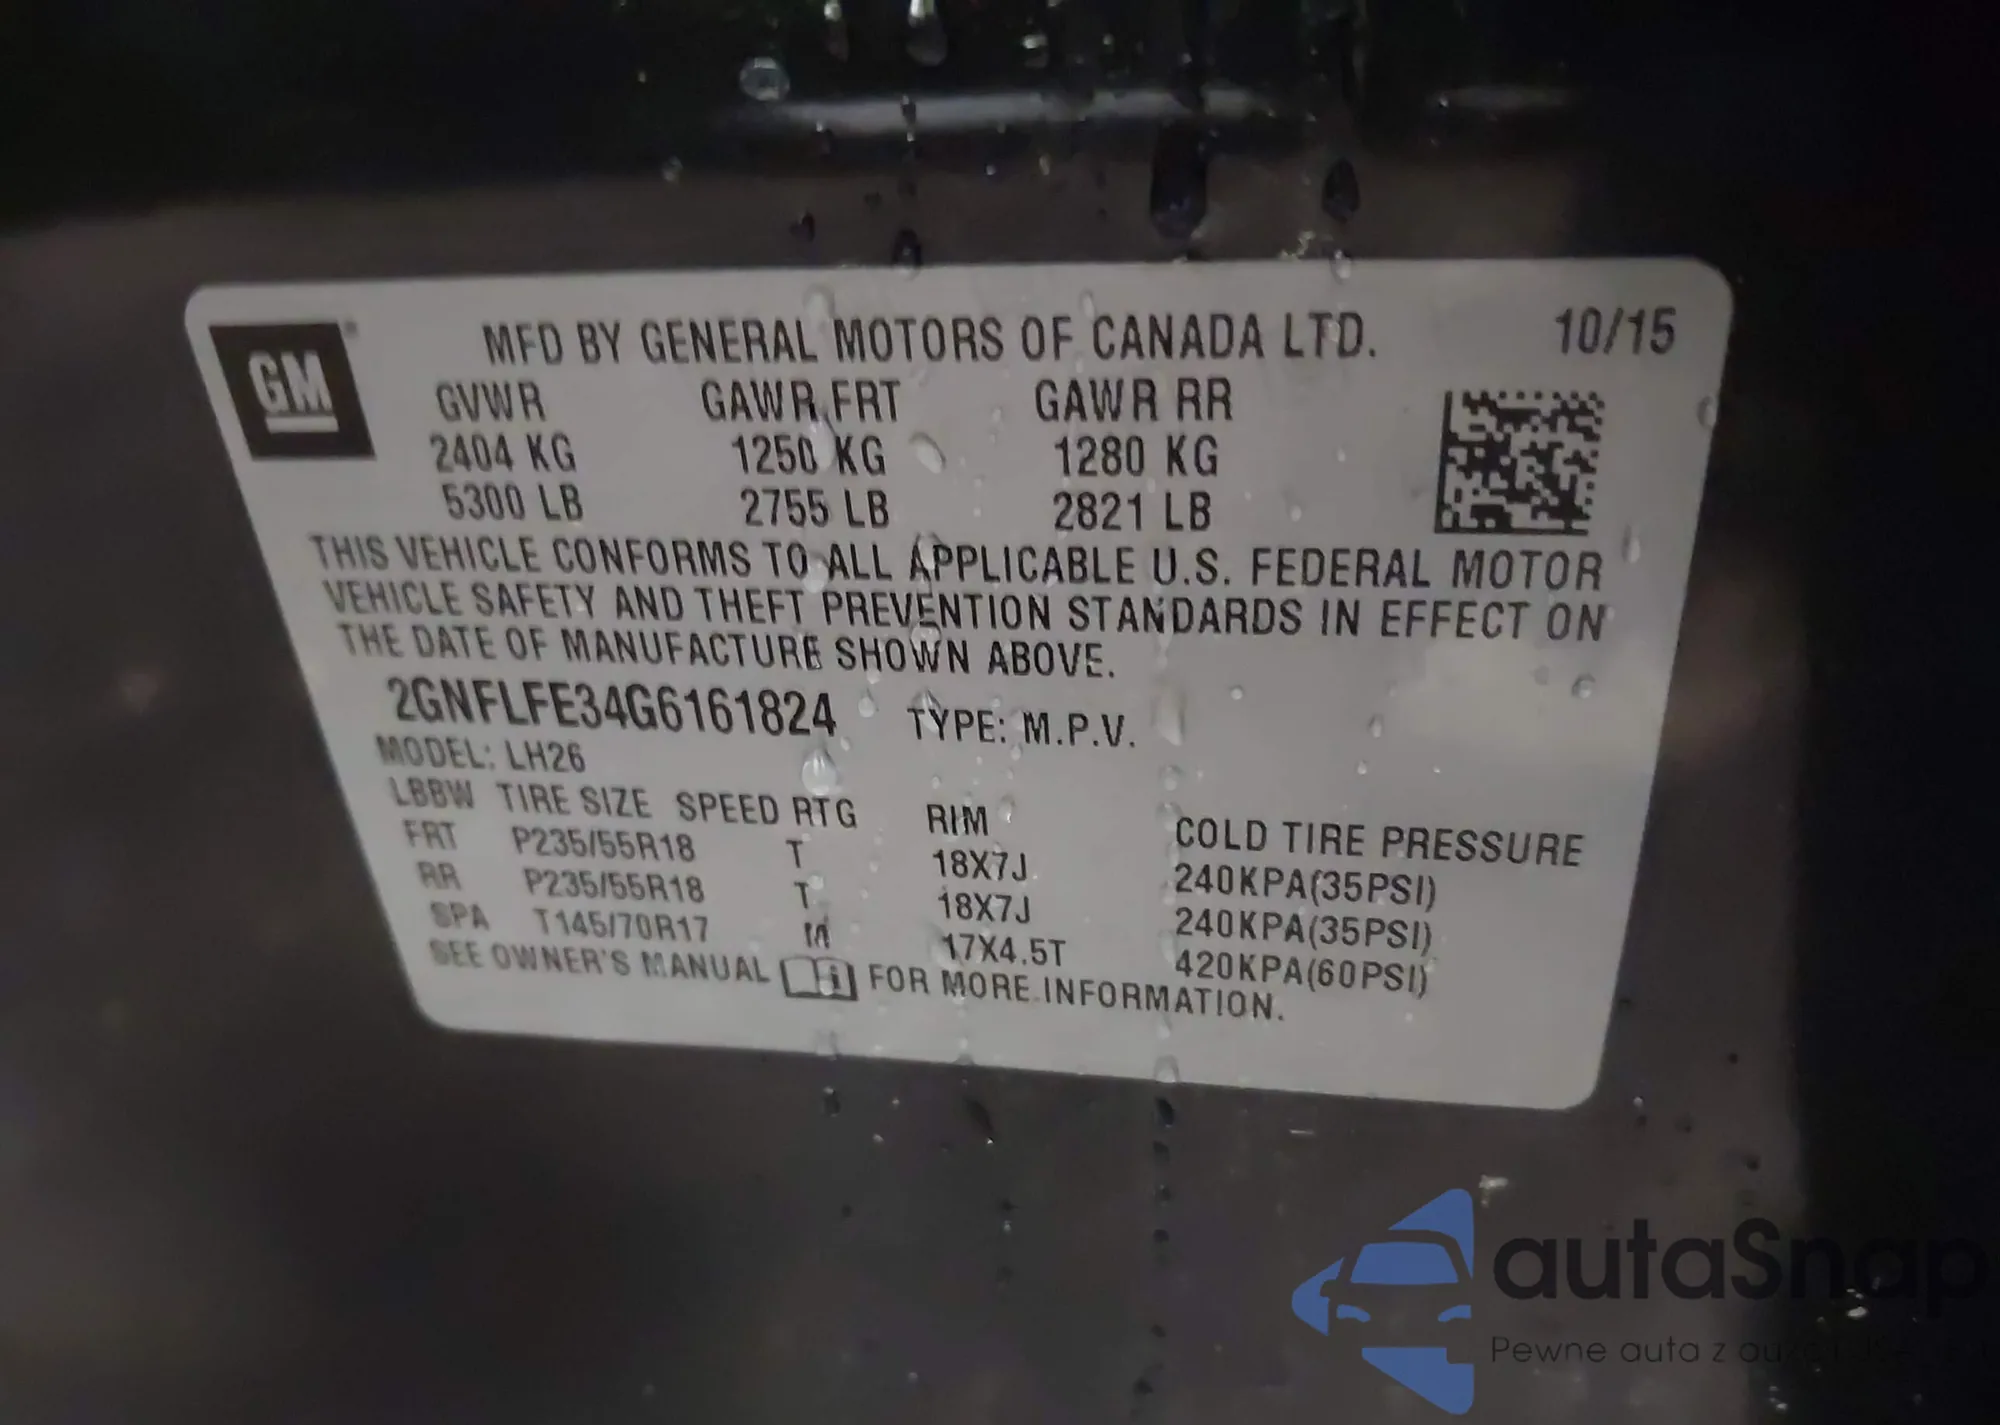 GM
MFD BY GENERAL MOTORS OF CANADA LTD. 10/15
GVWR GAWR FRT GAWR RR
2404 KG 1250 KG 1280 KG
5300 LB 2755 LB 2821 LB
THIS VEHICLE CONFORMS TO ALL APPLICABLE U.S. FEDERAL MOTOR
VEHICLE SAFETY AND THEFT PREVENTION STANDARDS IN EFFECT ON
THE DATE OF MANUFACTURE SHOWN ABOVE.
2GNFLFE34G6161824 TYPE: M.P.V.
MODEL: LH26
LBBW TIRE SIZE SPEED RTG RIM COLD TIRE PRESSURE
FRT P235/55R18 T 18X7J 240KPA(35PSI)
RR P235/55R18 T 18X7J 240KPA(35PSI)
SPA T145/70R17 M 17X4.5T 420KPA(60PSI)
SEE OWNER'S MANUAL FOR MORE INFORMATION.
autaSnap
Pewne auta z